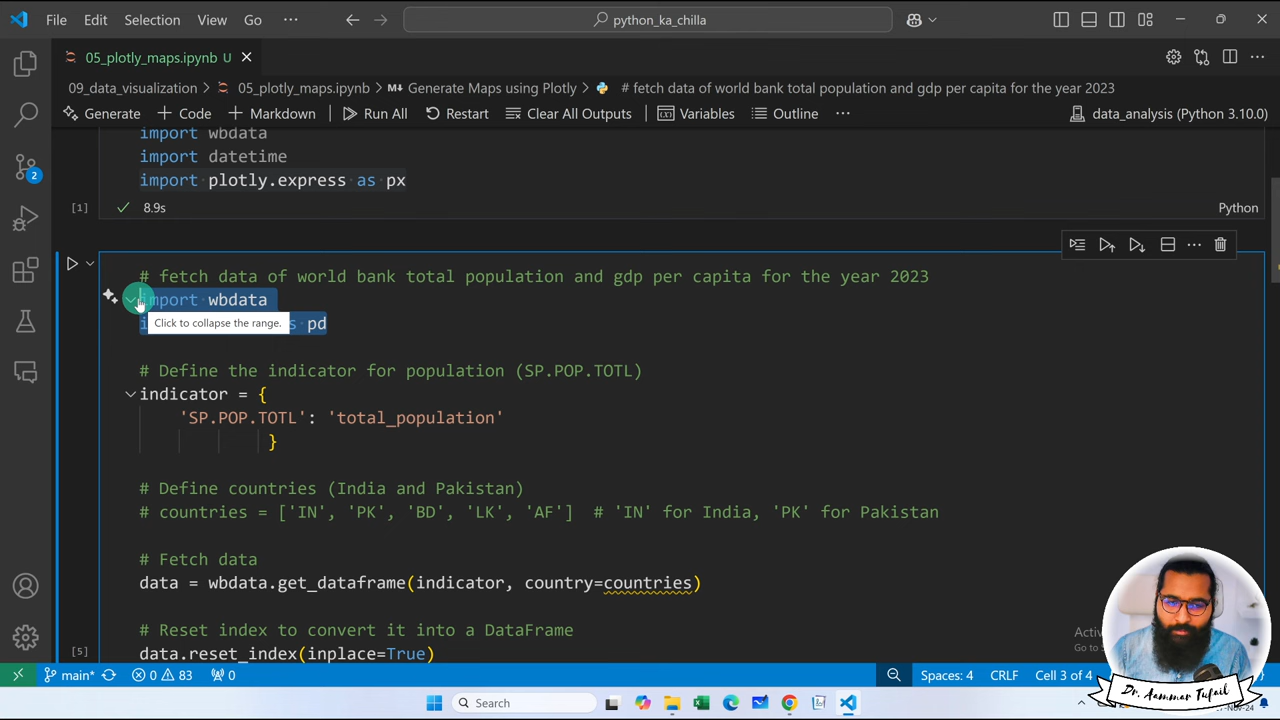 File Edit Selection View Go ··· python_ka_chilla
05_plotly_maps.ipynb U
09_data_visualization > 05_plotly_maps.ipynb > Generate Maps using Plotly > # fetch data of world bank total population and gdp per capita for the year 2023
Generate + Code + Markdown Run All Restart Clear All Outputs Variables Outline ··· data_analysis (Python 3.10.0)
import wbdata
import datetime
import plotly.express as px
[1] 8.9s Python
# fetch data of world bank total population and gdp per capita for the year 2023
import wbdata
s pd
Click to collapse the range.
# Define the indicator for population (SP.POP.TOTL)
indicator = {
'SP.POP.TOTL': 'total_population'
}
# Define countries (India and Pakistan)
# countries = ['IN', 'PK', 'BD', 'LK', 'AF'] # 'IN' for India, 'PK' for Pakistan
# Fetch data
data = wbdata.get_dataframe(indicator, country=countries)
# Reset index to convert it into a DataFrame
data.reset_index(inplace=True)
[5]
2
main* 0 83 0 Spaces: 4 CRLF Cell 3 of 4
Search
Dr. Aammar Tufail